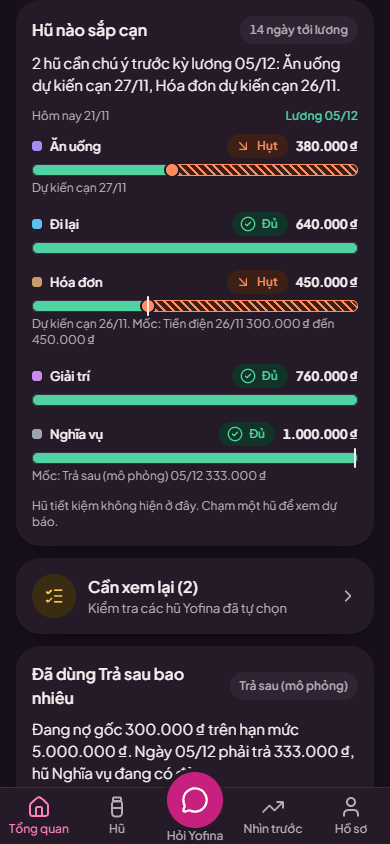 Hũ nào sắp cạn
14 ngày tới lương
2 hũ cần chú ý trước kỳ lương 05/12: Ăn uống
dự kiến cạn 27/11, Hóa đơn dự kiến cạn 26/11.
Hôm nay 21/11
Lương 05/12
Ăn uống
Hụt
380.000 ₫
Dự kiến cạn 27/11
Đi lại
Đủ
640.000 ₫
Hóa đơn
Hụt
450.000 ₫
Dự kiến cạn 26/11. Mốc: Tiền điện 26/11 300.000 ₫ đến
450.000 ₫
Giải trí
Đủ
760.000 ₫
Nghĩa vụ
Đủ
1.000.000 ₫
Mốc: Trả sau (mô phỏng) 05/12 333.000 ₫
Hũ tiết kiệm không hiện ở đây. Chạm một hũ để xem dự
báo.
Cần xem lại (2)
Kiểm tra các hũ Yofina đã tự chọn
Đã dùng Trả sau bao
nhiêu
Trả sau (mô phỏng)
Đang nợ gốc 300.000 ₫ trên hạn mức
5.000.000 ₫. Ngày 05/12 phải trả 333.000 ₫,
hũ Nghĩa vụ đang có
Tổng quan
Hũ
Hỏi Yofina
Nhìn trước
Hồ sơ